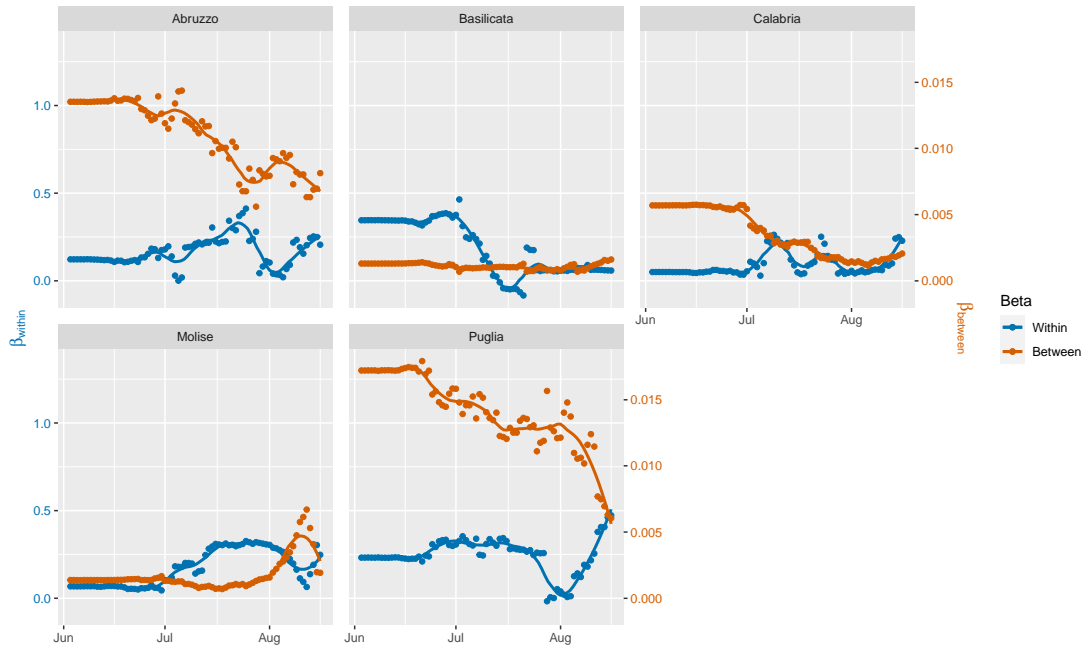 Abruzzo
Basilicata
Calabria
1.0
0.5
0.0
0.015
0.010
0.005
0.000
Jun
Jul
Aug
Molise
Puglia
1.0
0.5
0.0
0.015
0.010
0.005
0.000
Jun
Jul
Aug
Jun
Jul
Aug
βwithin
βbetween
Beta
Within
Between